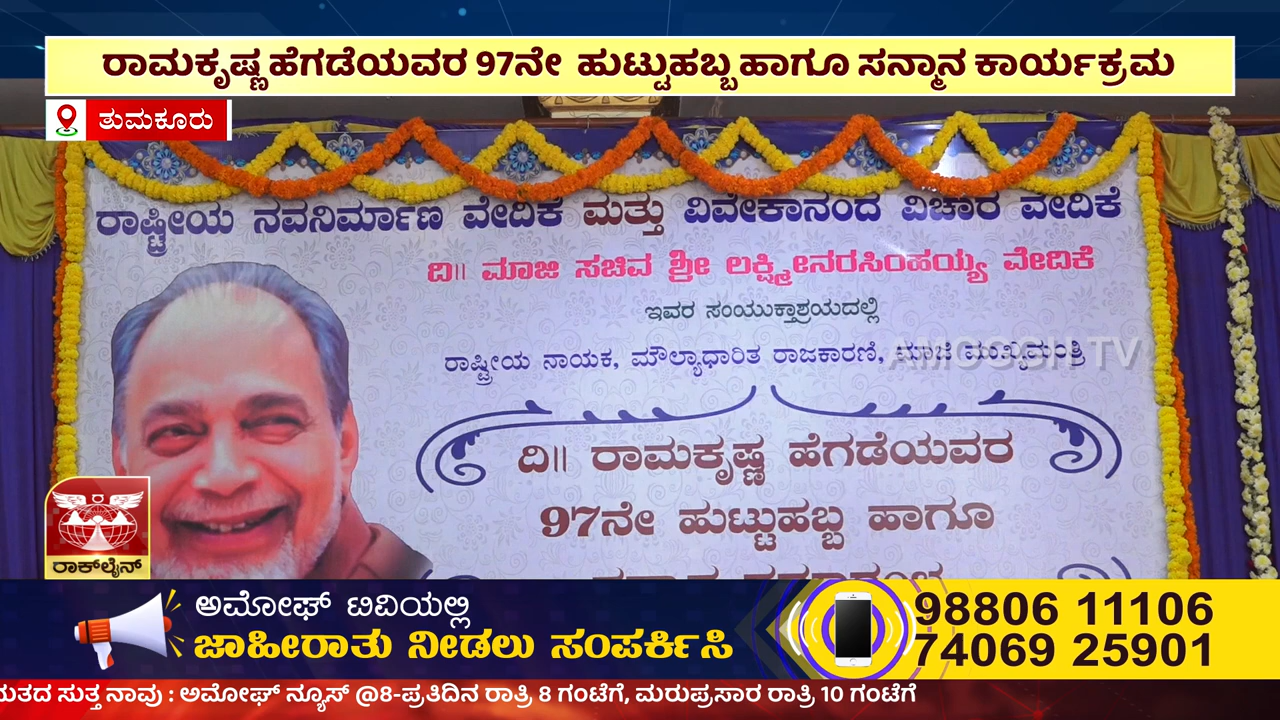 ರಾಮಕೃಷ್ಣ ಹೆಗಡೆಯವರ 97ನೇ ಹುಟ್ಟುಹಬ್ಬ ಹಾಗೂ ಸನ್ಮಾನ ಕಾರ್ಯಕ್ರಮ
ತುಮಕೂರು
ರಾಷ್ಟ್ರೀಯ ನವನಿರ್ಮಾಣ ವೇದಿಕೆ ಮತ್ತು ವಿವೇಕಾನಂದ ವಿಚಾರ ವೇದಿಕೆ
ದಿ॥ ಮಾಜಿ ಸಚಿವ ಶ್ರೀ ಲಕ್ಷ್ಮೀನರಸಿಂಹಯ್ಯ ವೇದಿಕೆ
ಇವರ ಸಂಯುಕ್ತಾಶ್ರಯದಲ್ಲಿ
ರಾಷ್ಟ್ರೀಯ ನಾಯಕ, ಮೌಲ್ಯಾಧಾರಿತ ರಾಜಕಾರಣಿ, ಮಾಜಿ ಮುಖ್ಯಮಂತ್ರಿ
AMOGGH TV
ದಿ॥ ರಾಮಕೃಷ್ಣ ಹೆಗಡೆಯವರ
97ನೇ ಹುಟ್ಟುಹಬ್ಬ ಹಾಗೂ
ರಾಕ್‌ಲೈನ್
ಅಮೋಘ್ ಟಿವಿಯಲ್ಲಿ
ಜಾಹೀರಾತು ನೀಡಲು ಸಂಪರ್ಕಿಸಿ
98806 11106
74069 25901
ಸುತ್ತ ನಾವು : ಅಮೋಘ್ ನ್ಯೂಸ್ @8-ಪ್ರತಿದಿನ ರಾತ್ರಿ 8 ಗಂಟೆಗೆ, ಮರುಪ್ರಸಾರ ರಾತ್ರಿ 10 ಗಂಟೆಗೆ